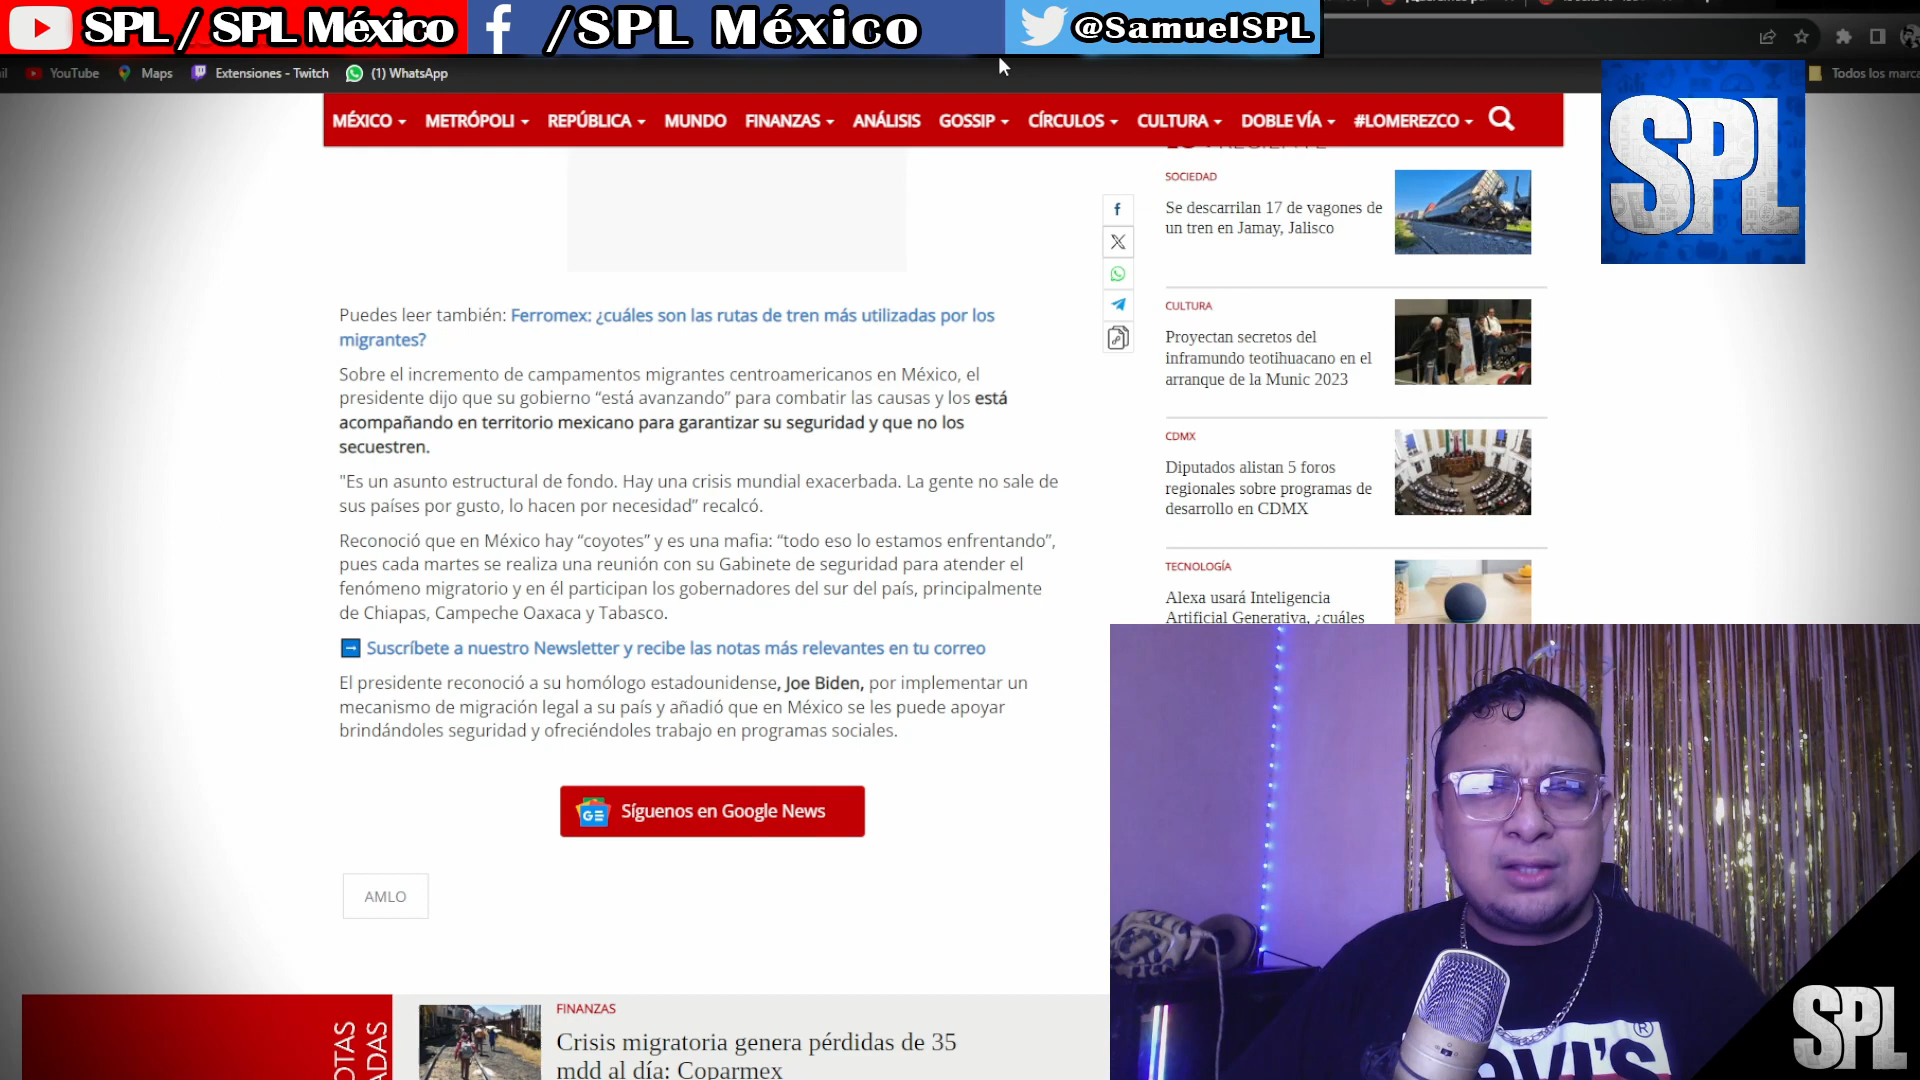 SPL / SPL México
/SPL México
@SamuelSPL
YouTube
Maps
Extensiones - Twitch
(1) WhatsApp
Todos los marca
MÉXICO
METRÓPOLI
REPÚBLICA
MUNDO
FINANZAS
ANÁLISIS
GOSSIP
CÍRCULOS
CULTURA
DOBLE VÍA
#LOMEREZCO
SPL
Puedes leer también: Ferromex: ¿cuáles son las rutas de tren más utilizadas por los
migrantes?
Sobre el incremento de campamentos migrantes centroamericanos en México, el
presidente dijo que su gobierno “está avanzando” para combatir las causas y los está
acompañando en territorio mexicano para garantizar su seguridad y que no los
secuestren.
"Es un asunto estructural de fondo. Hay una crisis mundial exacerbada. La gente no sale de
sus países por gusto, lo hacen por necesidad” recalcó.
Reconoció que en México hay “coyotes” y es una mafia: “todo eso lo estamos enfrentando”,
pues cada martes se realiza una reunión con su Gabinete de seguridad para atender el
fenómeno migratorio y en él participan los gobernadores del sur del país, principalmente
de Chiapas, Campeche Oaxaca y Tabasco.
Suscríbete a nuestro Newsletter y recibe las notas más relevantes en tu correo
El presidente reconoció a su homólogo estadounidense, Joe Biden, por implementar un
mecanismo de migración legal a su país y añadió que en México se les puede apoyar
brindándoles seguridad y ofreciéndoles trabajo en programas sociales.
Síguenos en Google News
AMLO
SOCIEDAD
Se descarrilan 17 de vagones de
un tren en Jamay, Jalisco
CULTURA
Proyectan secretos del
inframundo teotihuacano en el
arranque de la Munic 2023
CDMX
Diputados alistan 5 foros
regionales sobre programas de
desarrollo en CDMX
TECNOLOGÍA
Alexa usará Inteligencia
Artificial Generativa, ¿cuáles
FINANZAS
Crisis migratoria genera pérdidas de 35
mdd al día: Coparmex
SPL